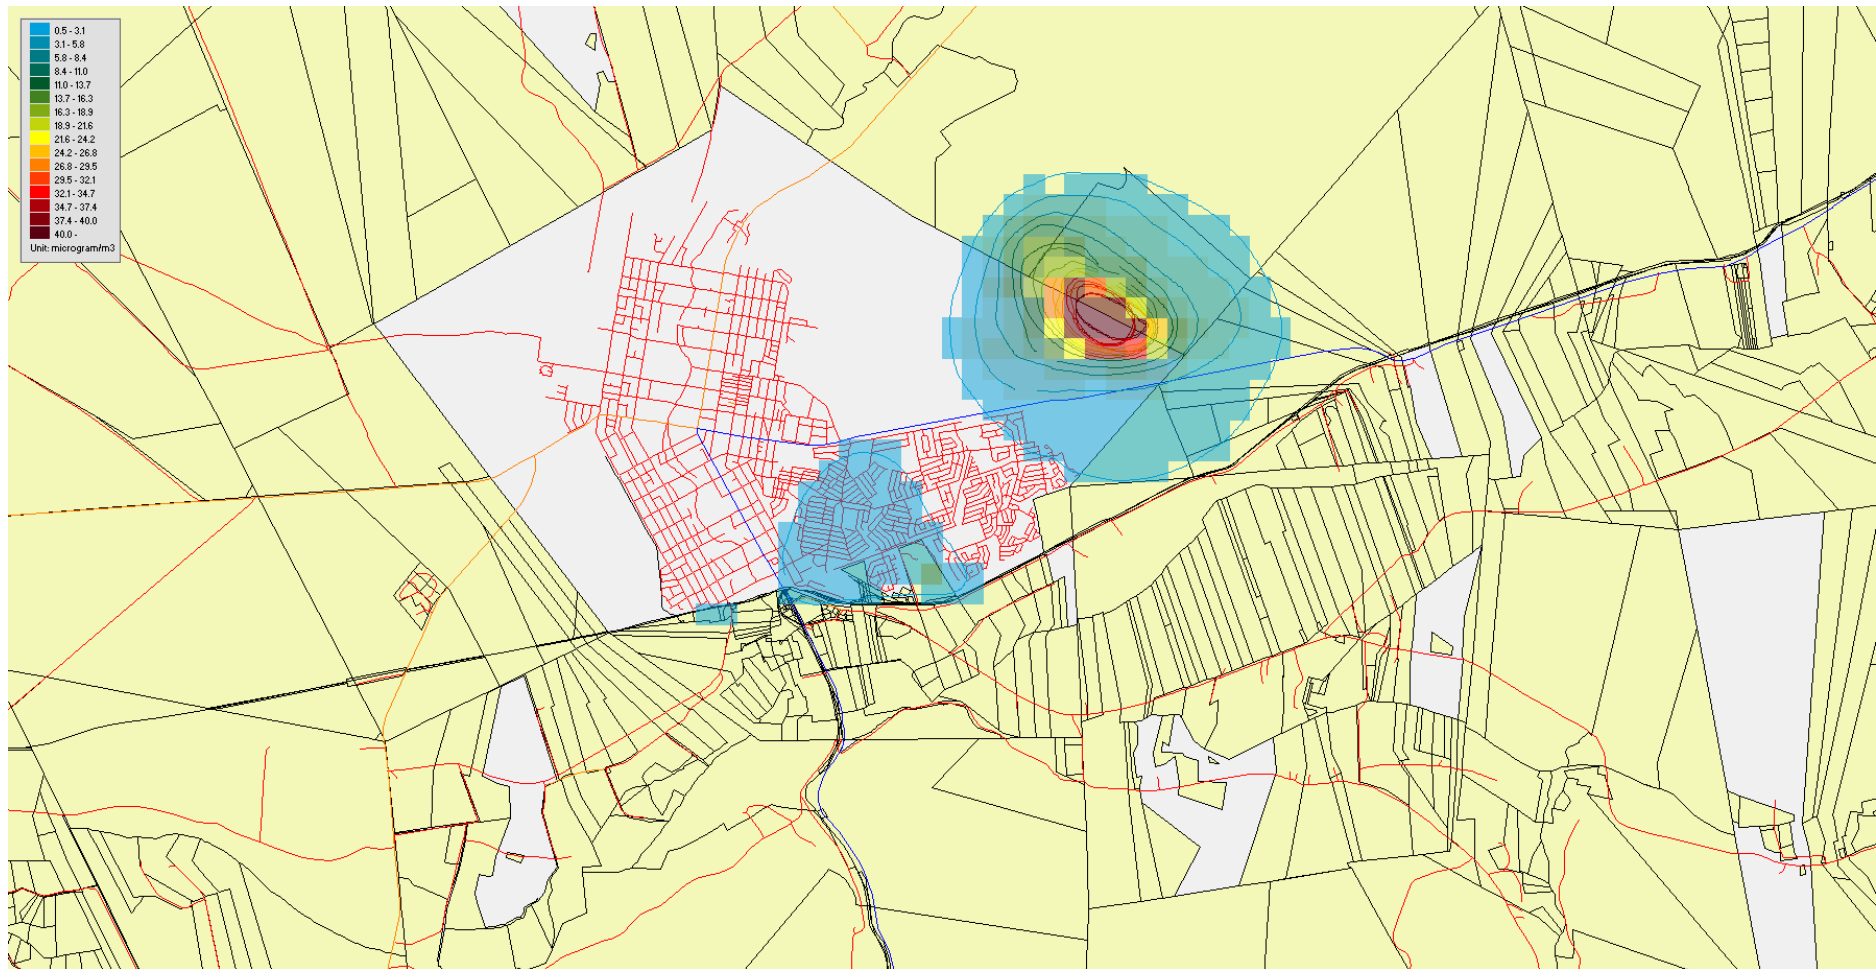 0.5 - 3.1
3.1 - 5.8
5.8 - 8.4
8.4 - 11.0
11.0 - 13.7
13.7 - 16.3
16.3 - 18.9
18.9 - 21.6
21.6 - 24.2
24.2 - 26.8
26.8 - 29.5
29.5 - 32.1
32.1 - 34.7
34.7 - 37.4
37.4 - 40.0
40.0 -
Unit: microgram/m3